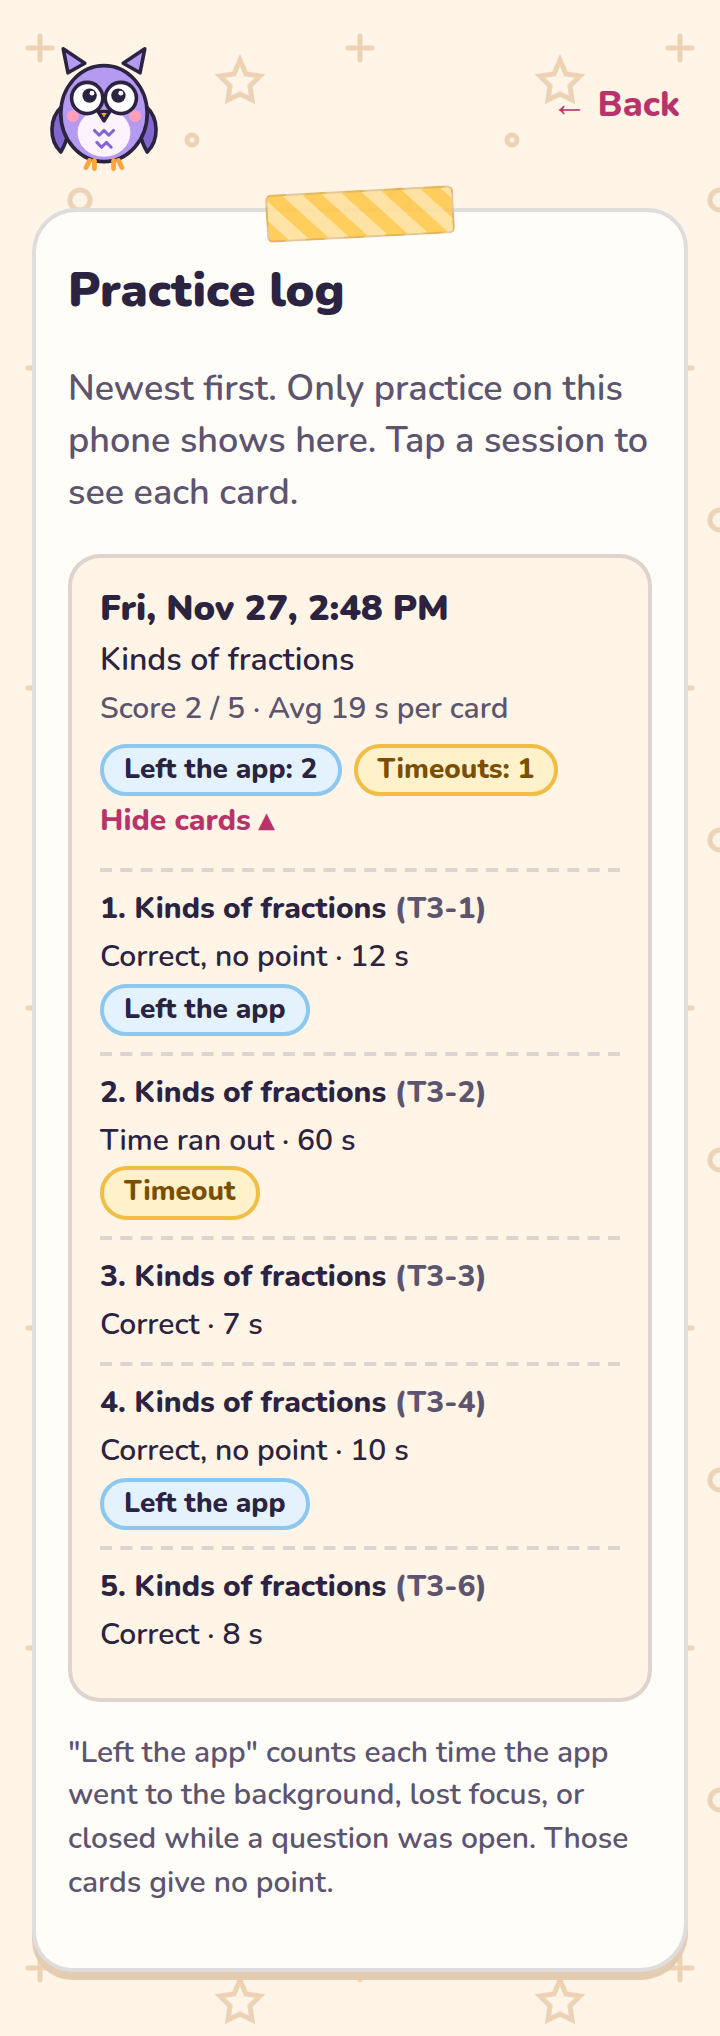 ← Back
Practice log
Newest first. Only practice on this
phone shows here. Tap a session to
see each card.
Fri, Nov 27, 2:48 PM
Kinds of fractions
Score 2 / 5 · Avg 19 s per card
Left the app: 2 Timeouts: 1
Hide cards ▲
1. Kinds of fractions (T3-1)
Correct, no point · 12 s
Left the app
2. Kinds of fractions (T3-2)
Time ran out · 60 s
Timeout
3. Kinds of fractions (T3-3)
Correct · 7 s
4. Kinds of fractions (T3-4)
Correct, no point · 10 s
Left the app
5. Kinds of fractions (T3-6)
Correct · 8 s
"Left the app" counts each time the app
went to the background, lost focus, or
closed while a question was open. Those
cards give no point.